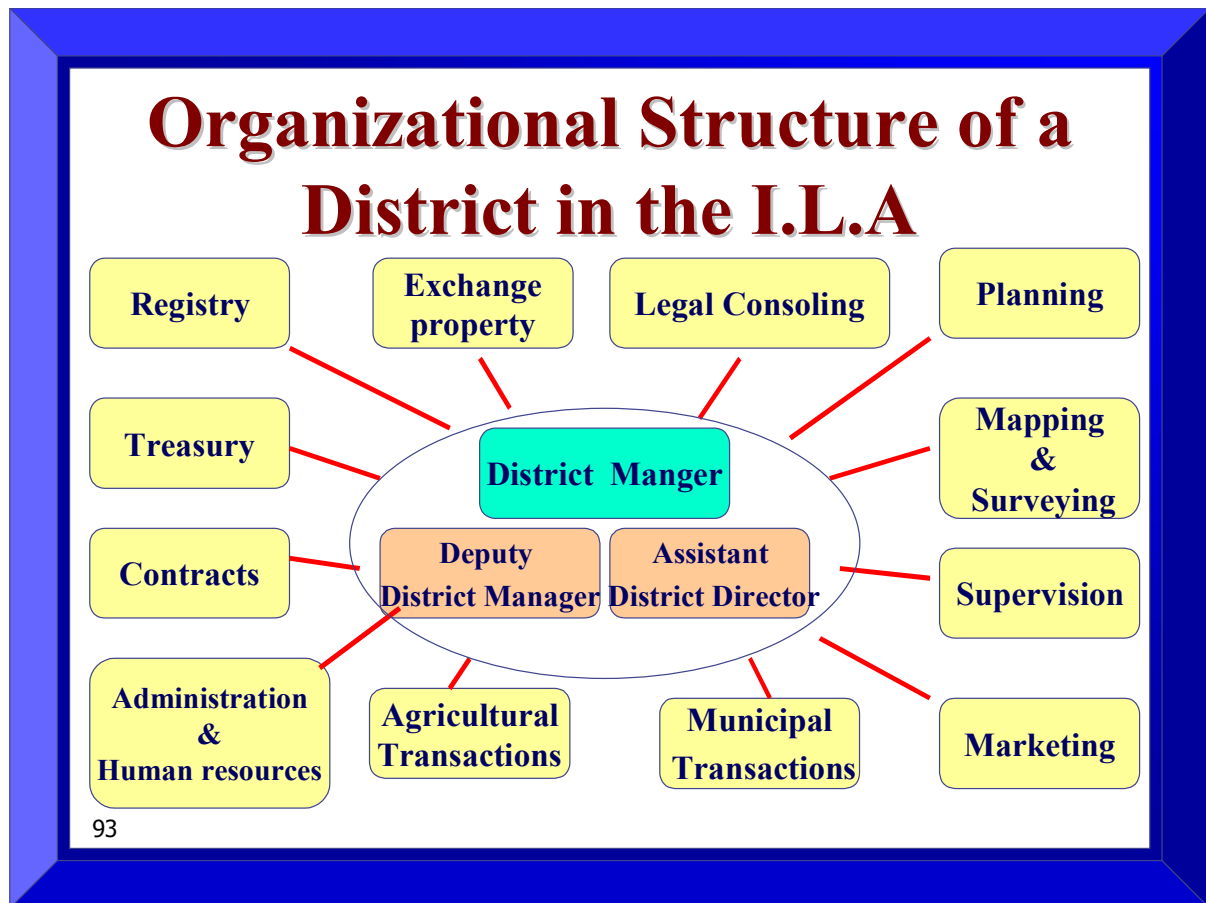 Organizational Structure of a
District in the I.L.A
Registry
Exchange
property
Legal Consoling
Planning
Treasury
District Manger
Mapping
&
Surveying
Contracts
Deputy
District Manager
Assistant
District Director
Supervision
Administration
&
Human resources
Agricultural
Transactions
Municipal
Transactions
Marketing
93